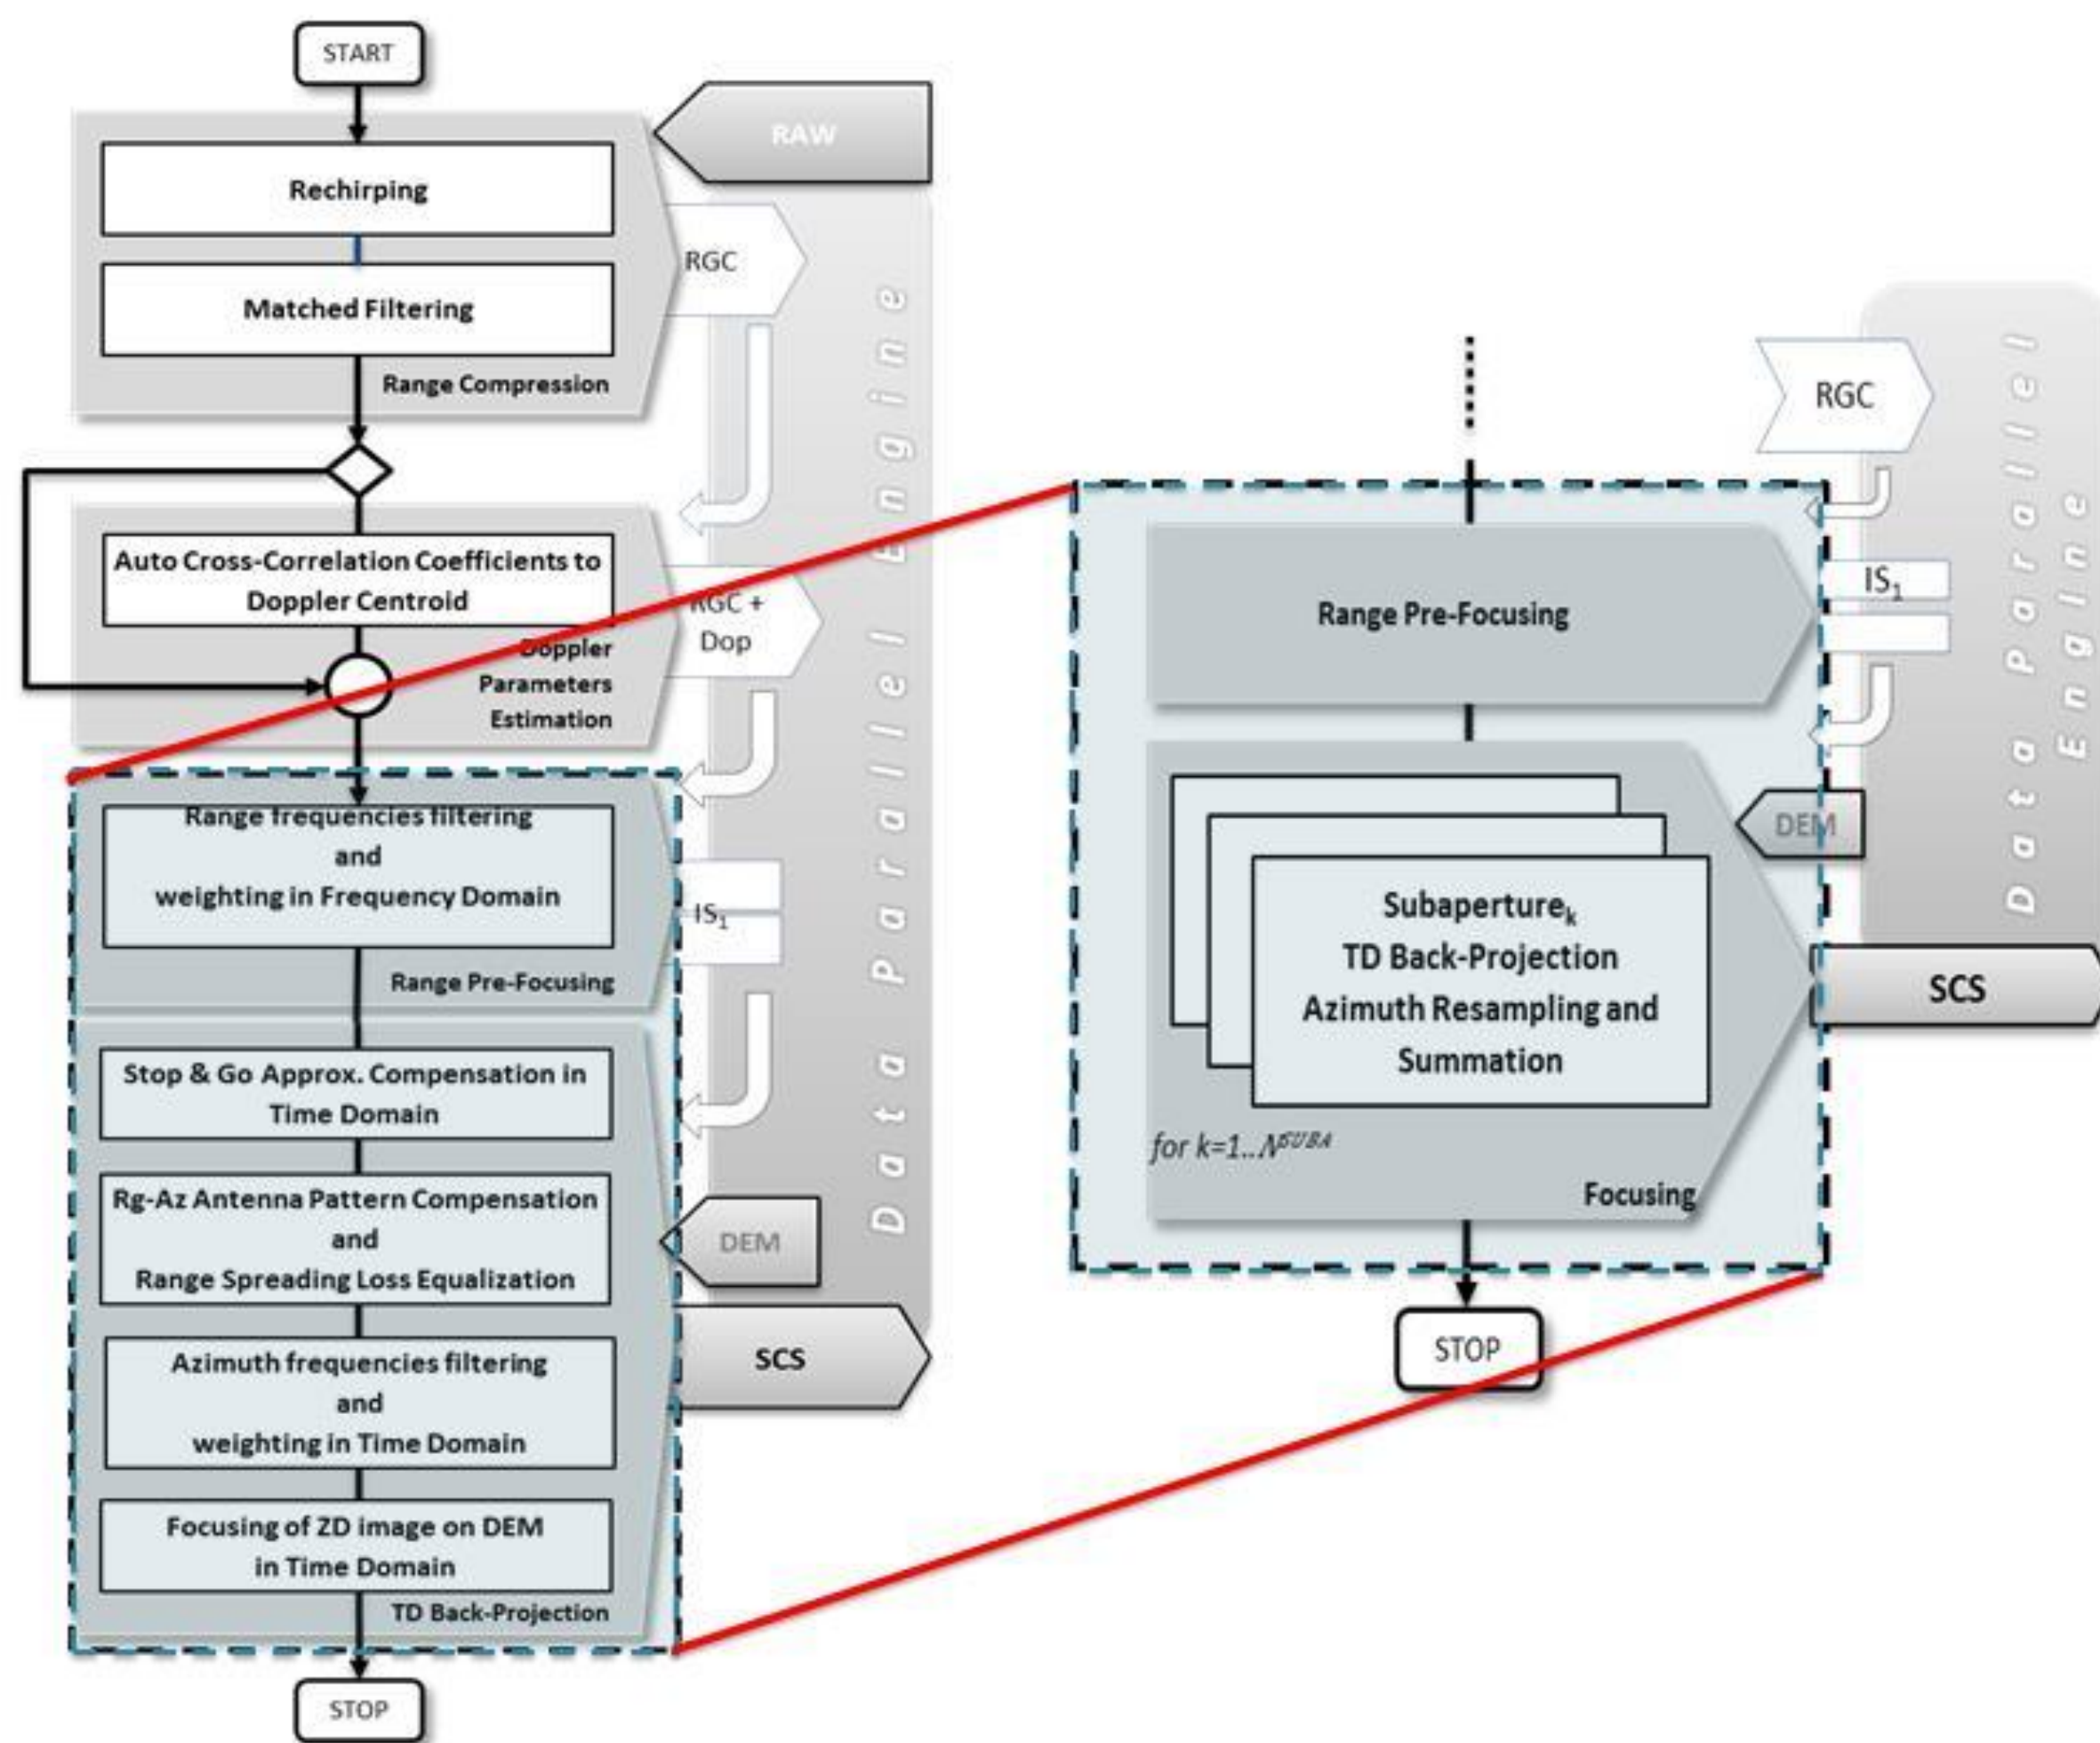 START
RAW
Rechirping
RGC
Matched Filtering
Range Compression
Auto Cross-Correlation Coefficients to
Doppler Centroid
RGC +
Dop
Doppler
Parameters
Estimation
Range frequencies filtering
and
weighting in Frequency Domain
IS₁
Range Pre-Focusing
Stop & Go Approx. Compensation in
Time Domain
Rg-Az Antenna Pattern Compensation
and
Range Spreading Loss Equalization
DEM
Azimuth frequencies filtering
and
weighting in Time Domain
SCS
Focusing of ZD image on DEM
in Time Domain
TD Back-Projection
STOP
Data Parallel Engine
RGC
Range Pre-Focusing
IS₁
DEM
Subapertureₖ
TD Back-Projection
Azimuth Resampling and
Summation
for k=1..N^SUBA
Focusing
SCS
STOP
Data Parallel
Engine